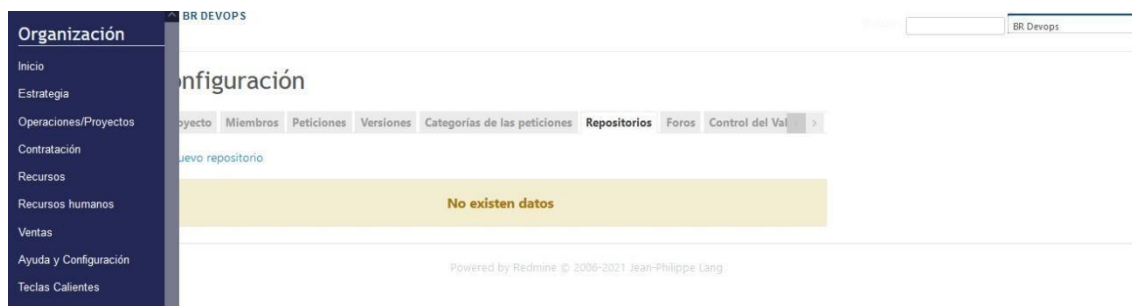 Organización
Inicio
Estrategia
Operaciones/Proyectos
Contratación
Recursos
Recursos humanos
Ventas
Ayuda y Configuración
Teclas Calientes
BR DEVOPS
BR Devops
onfiguración
oyecto Miembros Peticiones Versiones Categorías de las peticiones Repositorios Foros Control del Val
uevo repositorio
No existen datos
Powered by Redmine © 2006-2021 Jean-Philippe Lang